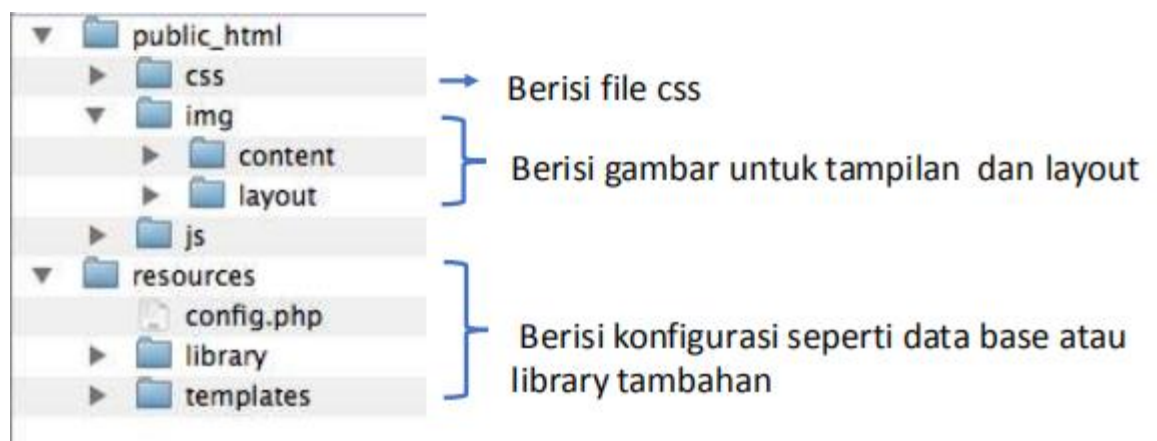 public_html
css
Berisi file css
img
content
Berisi gambar untuk tampilan dan layout
layout
js
resources
config.php
Berisi konfigurasi seperti data base atau
library
library tambahan
templates